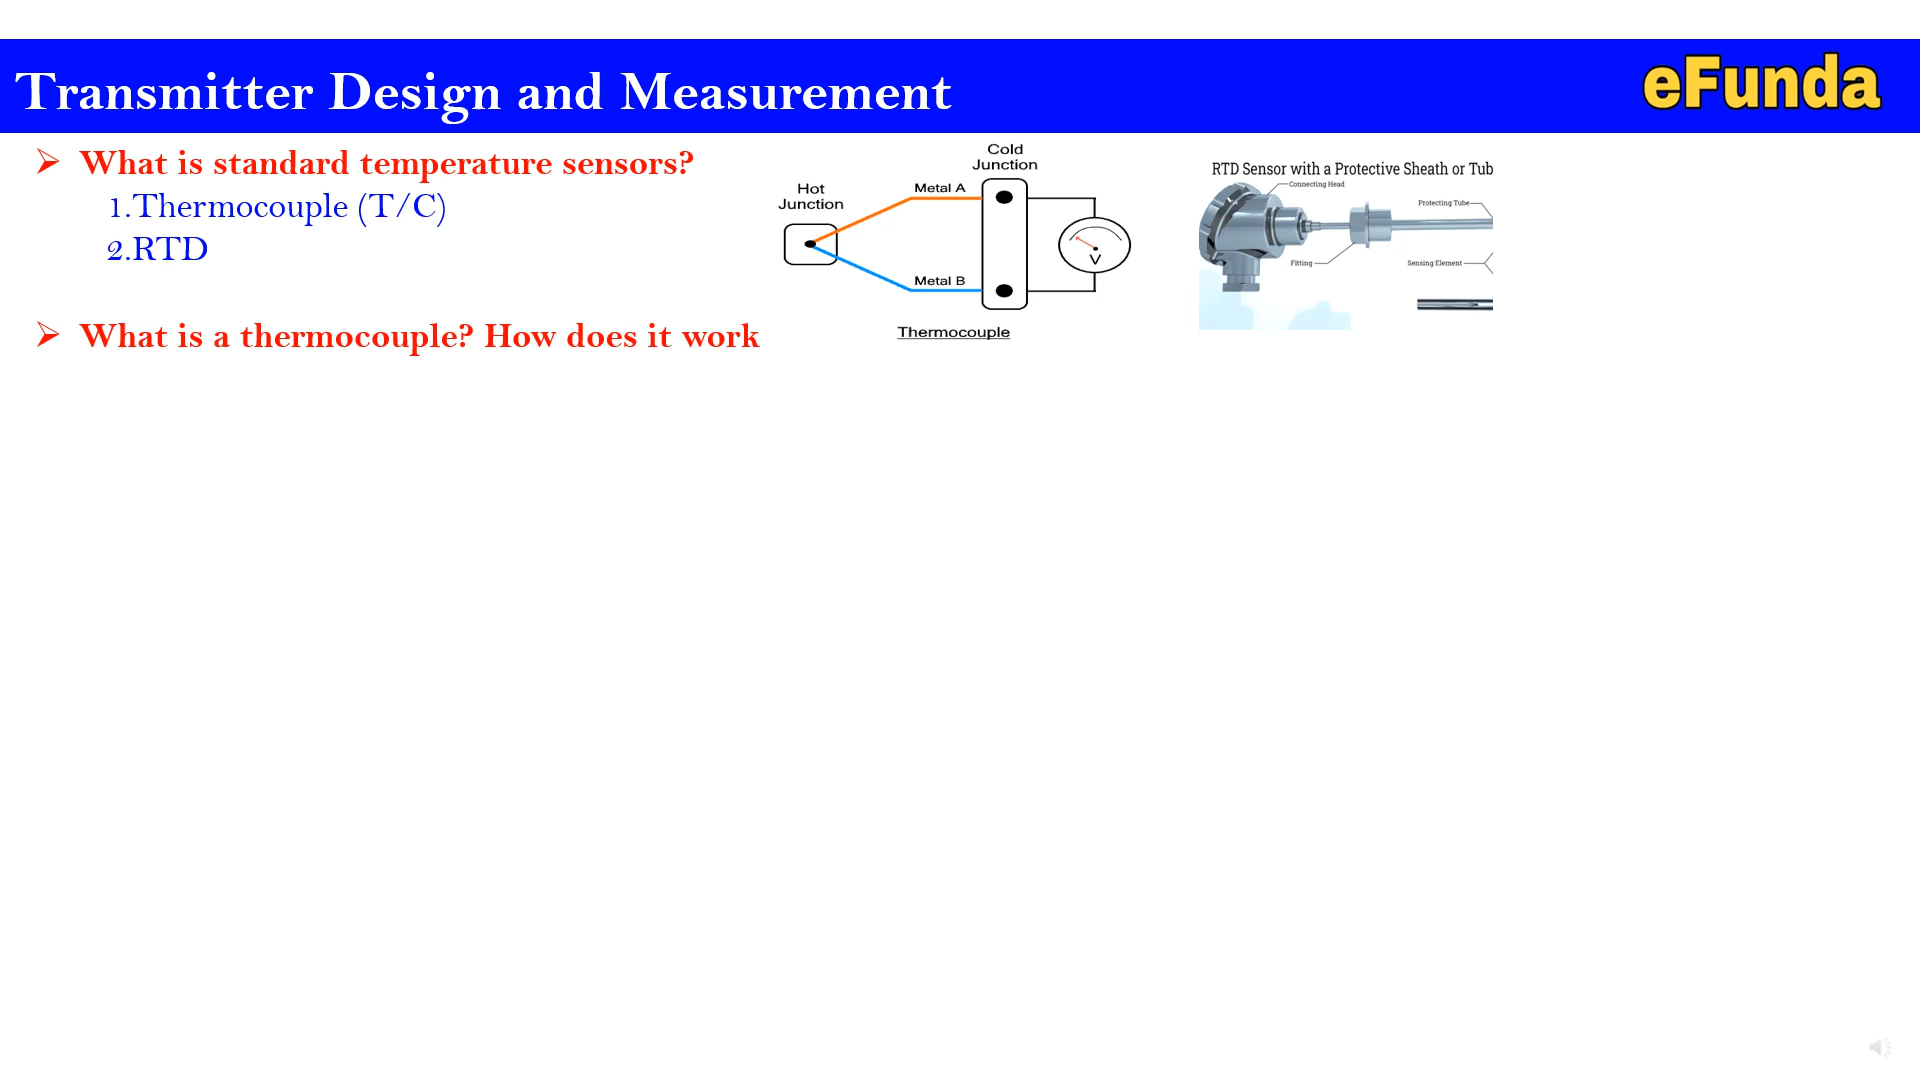 Transmitter Design and Measurement
eFunda
➢ What is standard temperature sensors?
1.Thermocouple (T/C)
2.RTD
➢ What is a thermocouple? How does it work
Cold
Junction
Hot
Junction
Metal A
Metal B
V
Thermocouple
RTD Sensor with a Protective Sheath or Tub
Connecting Head
Protecting Tube
Fitting
Sensing Element